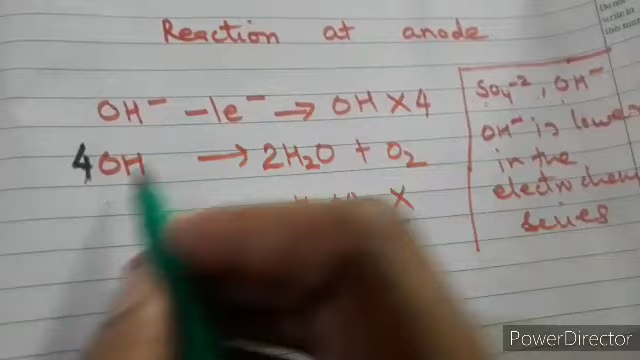 Reaction at anode
OH⁻ – 1e⁻ → OH X 4
4OH → 2H₂O + O₂
X
SO₄⁻², OH⁻
OH⁻ is lowes
in the
electrochem
series
PowerDirector